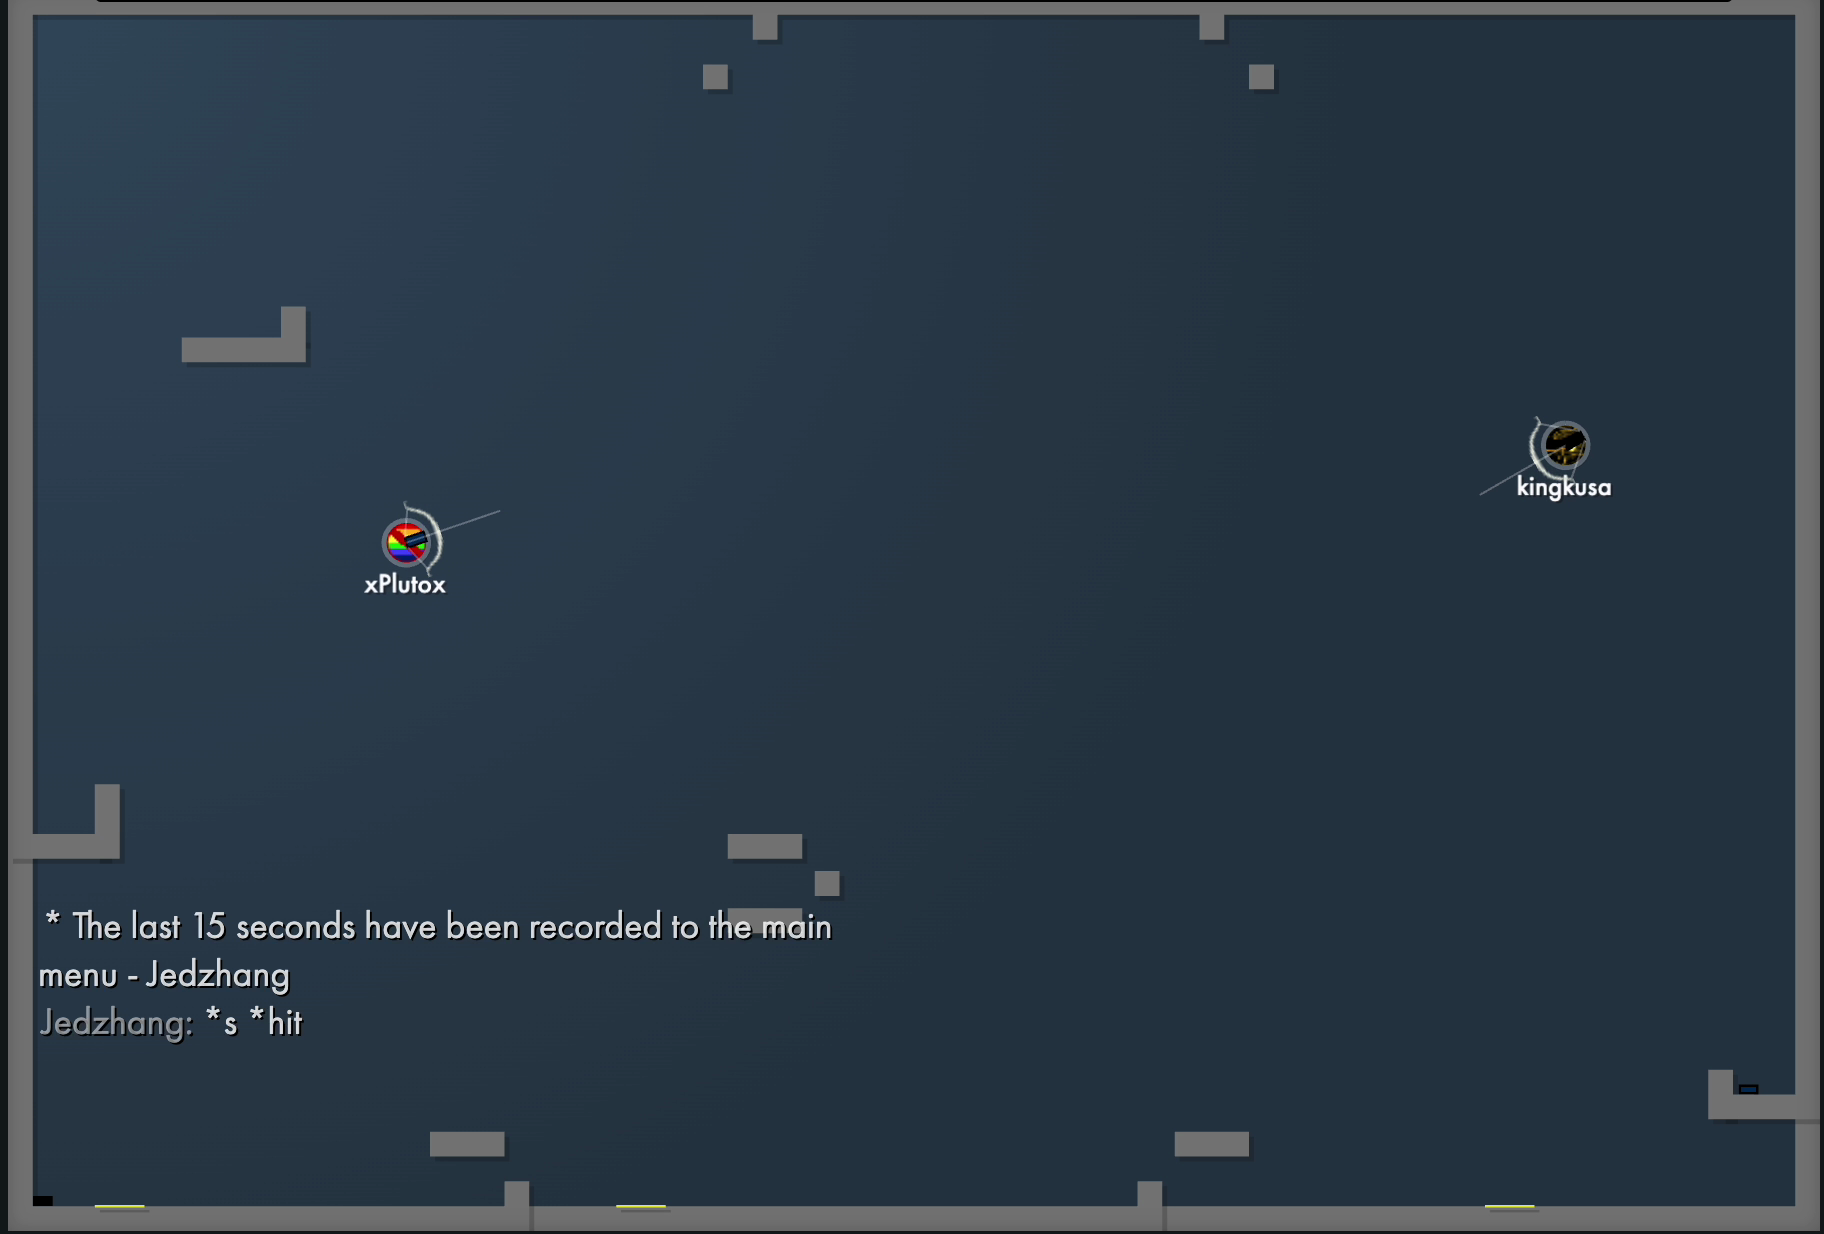 kingkusa
xPlutox
* The last 15 seconds have been recorded to the main
menu - Jedzhang
Jedzhang: *s *hit